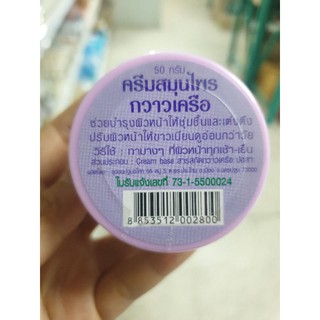 50 กรัม
ครีมสมุนไพร
กวาวเครือ
ช่วยบำรุงผิวหน้าให้ชุ่มชื้นและเต่งตึง
ปรับผิวหน้าให้ขาวเนียนดูอ่อนกว่าวัย
วิธีใช้ : ทาบางๆ ที่ผิวหน้าทุกเช้า-เย็น
ส่วนประกอบ : Cream base สารสกัดกวาวเครือ
ใบรับแจ้งเลขที่ 73-1-5500024
8 853512 002800